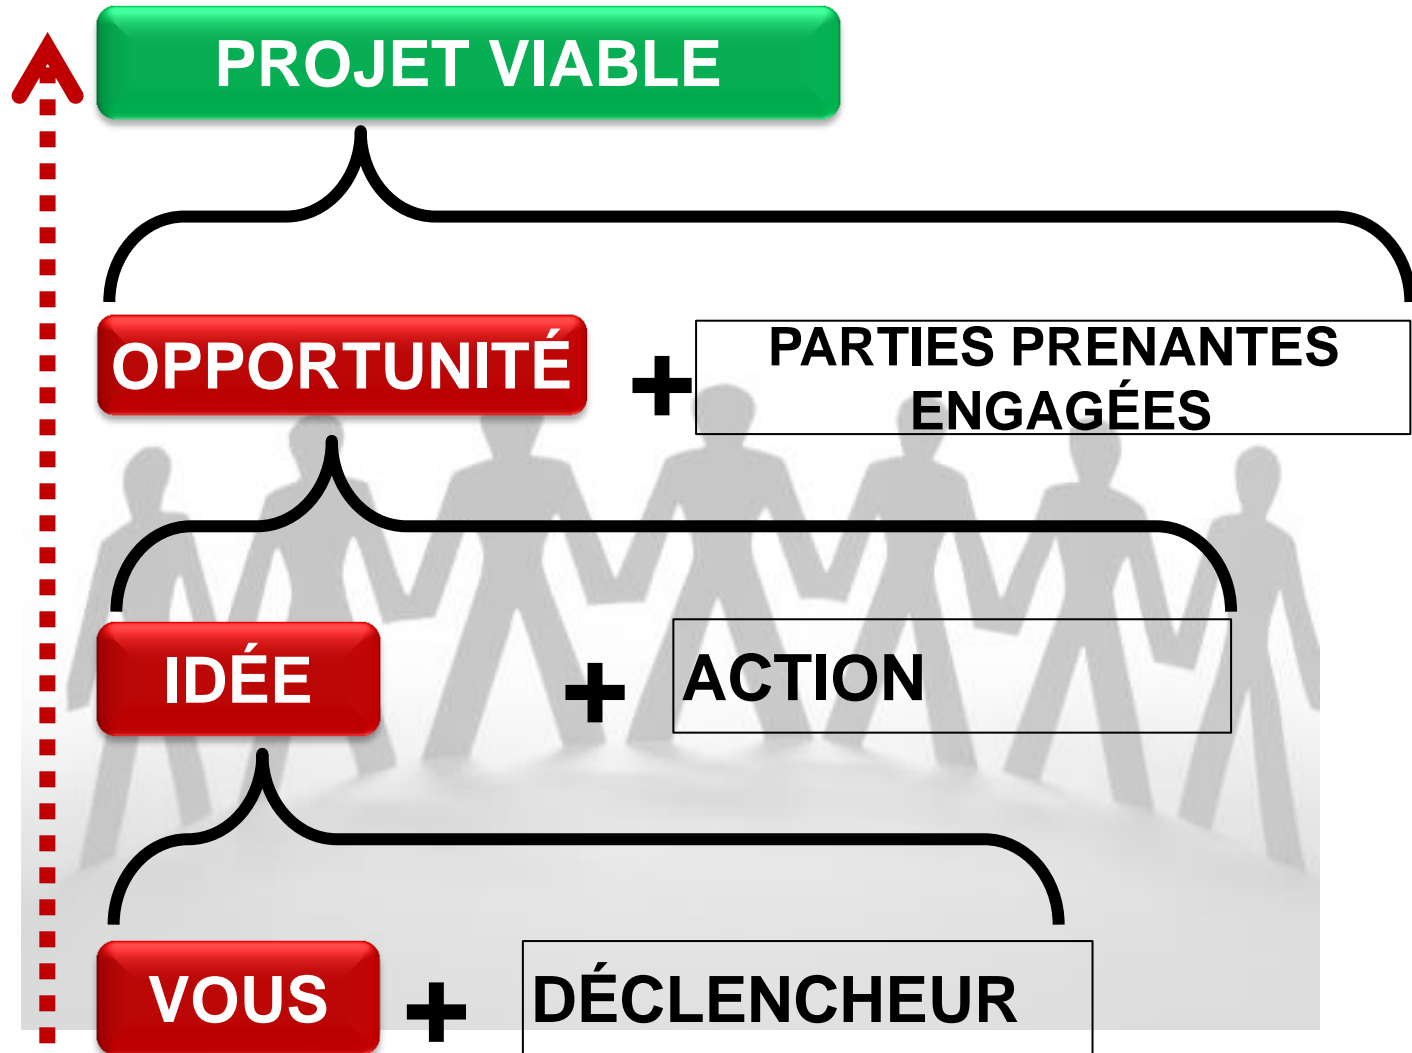 PROJET VIABLE
OPPORTUNITÉ + PARTIES PRENANTES
ENGAGÉES
IDÉE + ACTION
VOUS + DÉCLENCHEUR